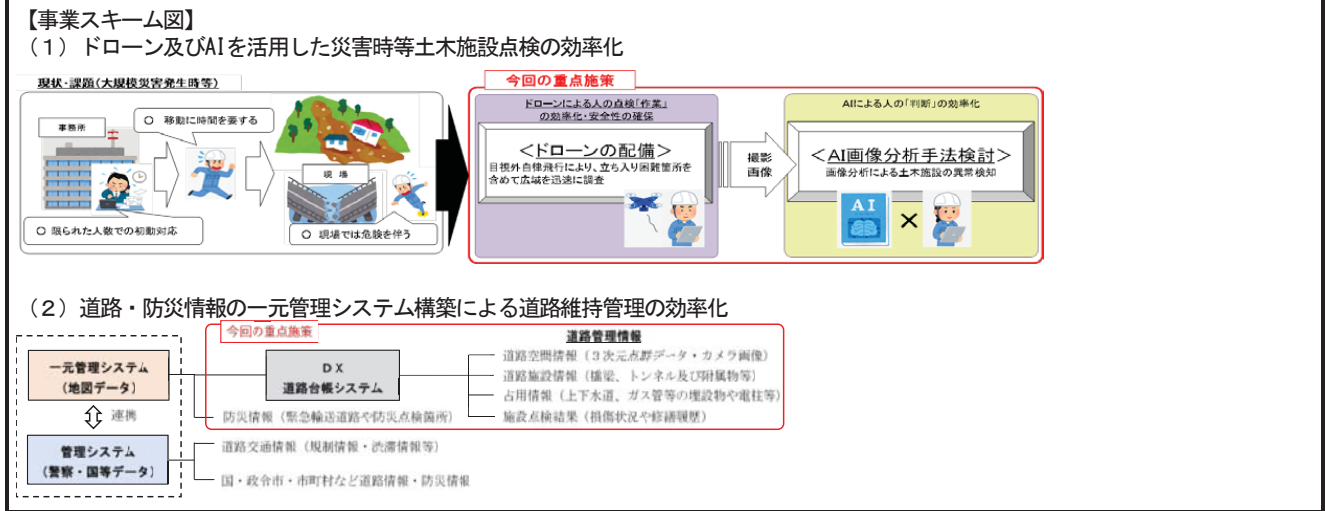 【事業スキーム図】
（１）ドローン及びAIを活用した災害時等土木施設点検の効率化
現状・課題(大規模災害発生時等)
事務所
○ 移動に時間を要する
現 場
○ 限られた人数での初動対応
○ 現場では危険を伴う
今回の重点施策
ドローンによる人の点検「作業」
の効率化・安全性の確保
＜ドローンの配備＞
目視外自律飛行により、立ち入り困難箇所を
含めて広域を迅速に調査
撮影
画像
AIによる人の「判断」の効率化
＜AI画像分析手法検討＞
画像分析による土木施設の異常検知
AI
×
（２）道路・防災情報の一元管理システム構築による道路維持管理の効率化
今回の重点施策
一元管理システム
（地図データ）
連携
管理システム
（警察・国等データ）
DX
道路台帳システム
防災情報（緊急輸送道路や防災点検箇所）
道路管理情報
道路空間情報（３次元点群データ・カメラ画像）
道路施設情報（橋梁、トンネル及び附属物等）
占用情報（上下水道、ガス管等の埋設物や電柱等）
施設点検結果（損傷状況や修繕履歴）
道路交通情報（規制情報・渋滞情報等）
国・政令市・市町村など道路情報・防災情報